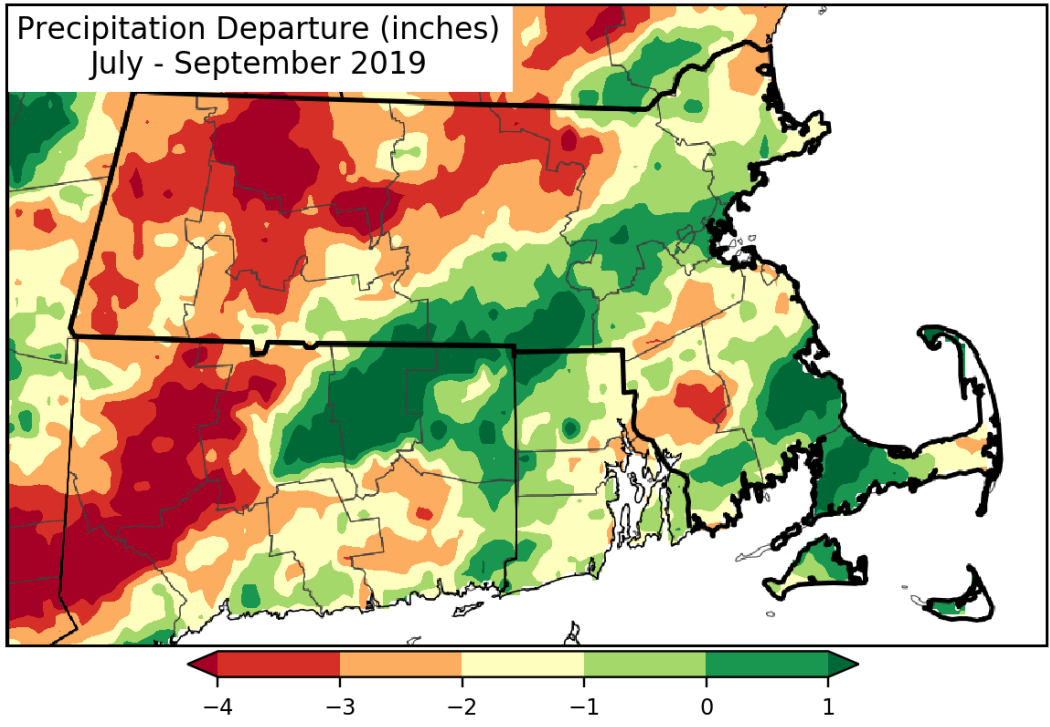 Precipitation Departure (inches)
July - September 2019
−4 −3 −2 −1 0 1